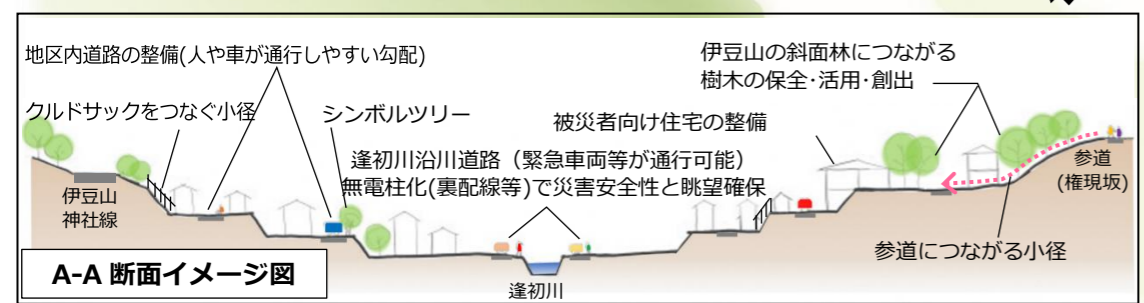 地区内道路の整備(人や車が通行しやすい勾配)
クルドサックをつなぐ小径
シンボルツリー
伊豆山の斜面林につながる
樹木の保全･活用･創出
被災者向け住宅の整備
逢初川沿川道路（緊急車両等が通行可能）
無電柱化(裏配線等)で災害安全性と眺望確保
伊豆山
神社線
参道
(権現坂)
参道につながる小径
A-A 断面イメージ図
逢初川